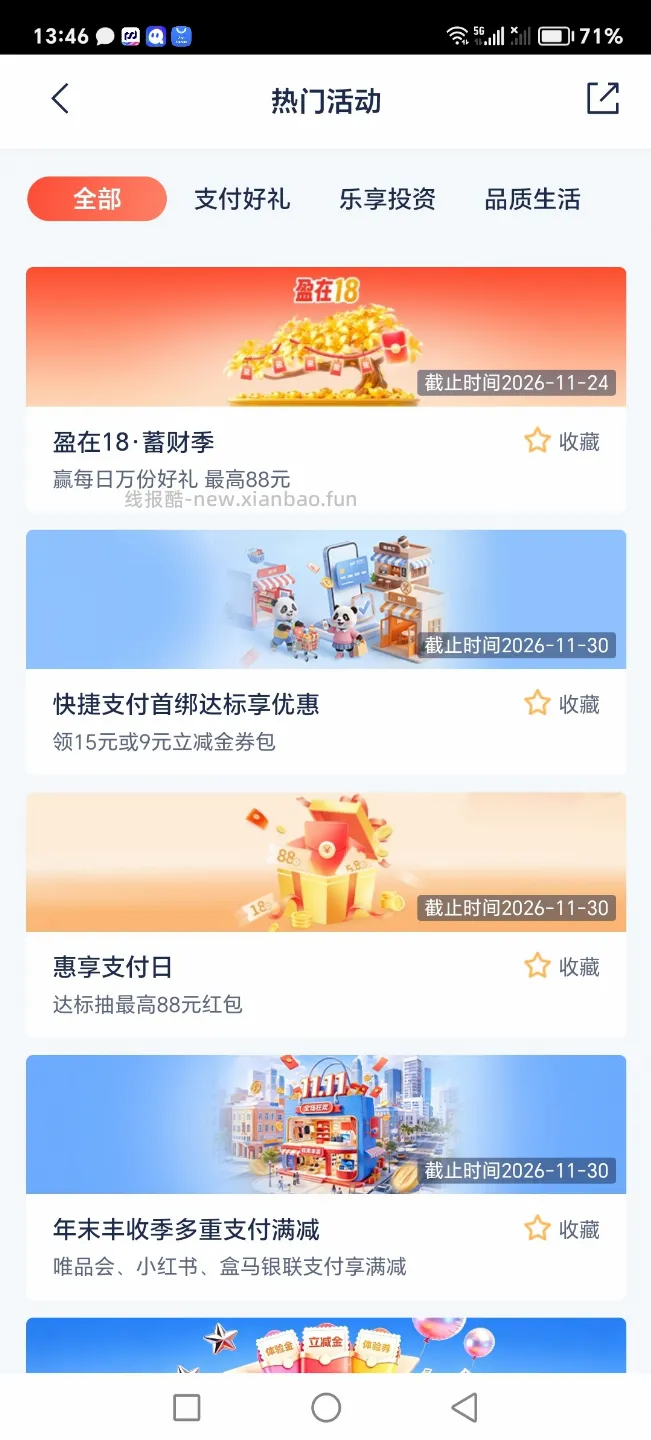 13:46
5G
71%
热门活动
全部
支付好礼
乐享投资
品质生活
盈在18
截止时间2026-11-24
盈在18·蓄财季
收藏
赢每日万份好礼 最高88元
线报酷-new.xianbao.fun
截止时间2026-11-30
快捷支付首绑达标享优惠
收藏
领15元或9元立减金券包
88
5.8
18
截止时间2026-11-30
惠享支付日
收藏
达标抽最高88元红包
11.11
全场狂欢
截止时间2026-11-30
年末丰收季多重支付满减
收藏
唯品会、小红书、盒马银联支付享满减
体验金
立减金
体验券